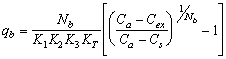 q_b = \frac{N_b}{K_1 K_2 K_3 K_T} \left[ \left( \frac{C_a - C_{ex}}{C_a - C_s} \right)^{1/N_b} - 1 \right]